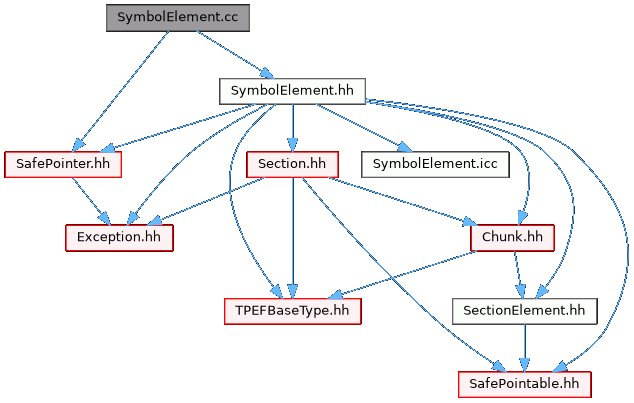 SymbolElement.cc
SymbolElement.hh
SafePointer.hh
Section.hh
SymbolElement.icc
Exception.hh
Chunk.hh
TPEFBaseType.hh
SectionElement.hh
SafePointable.hh